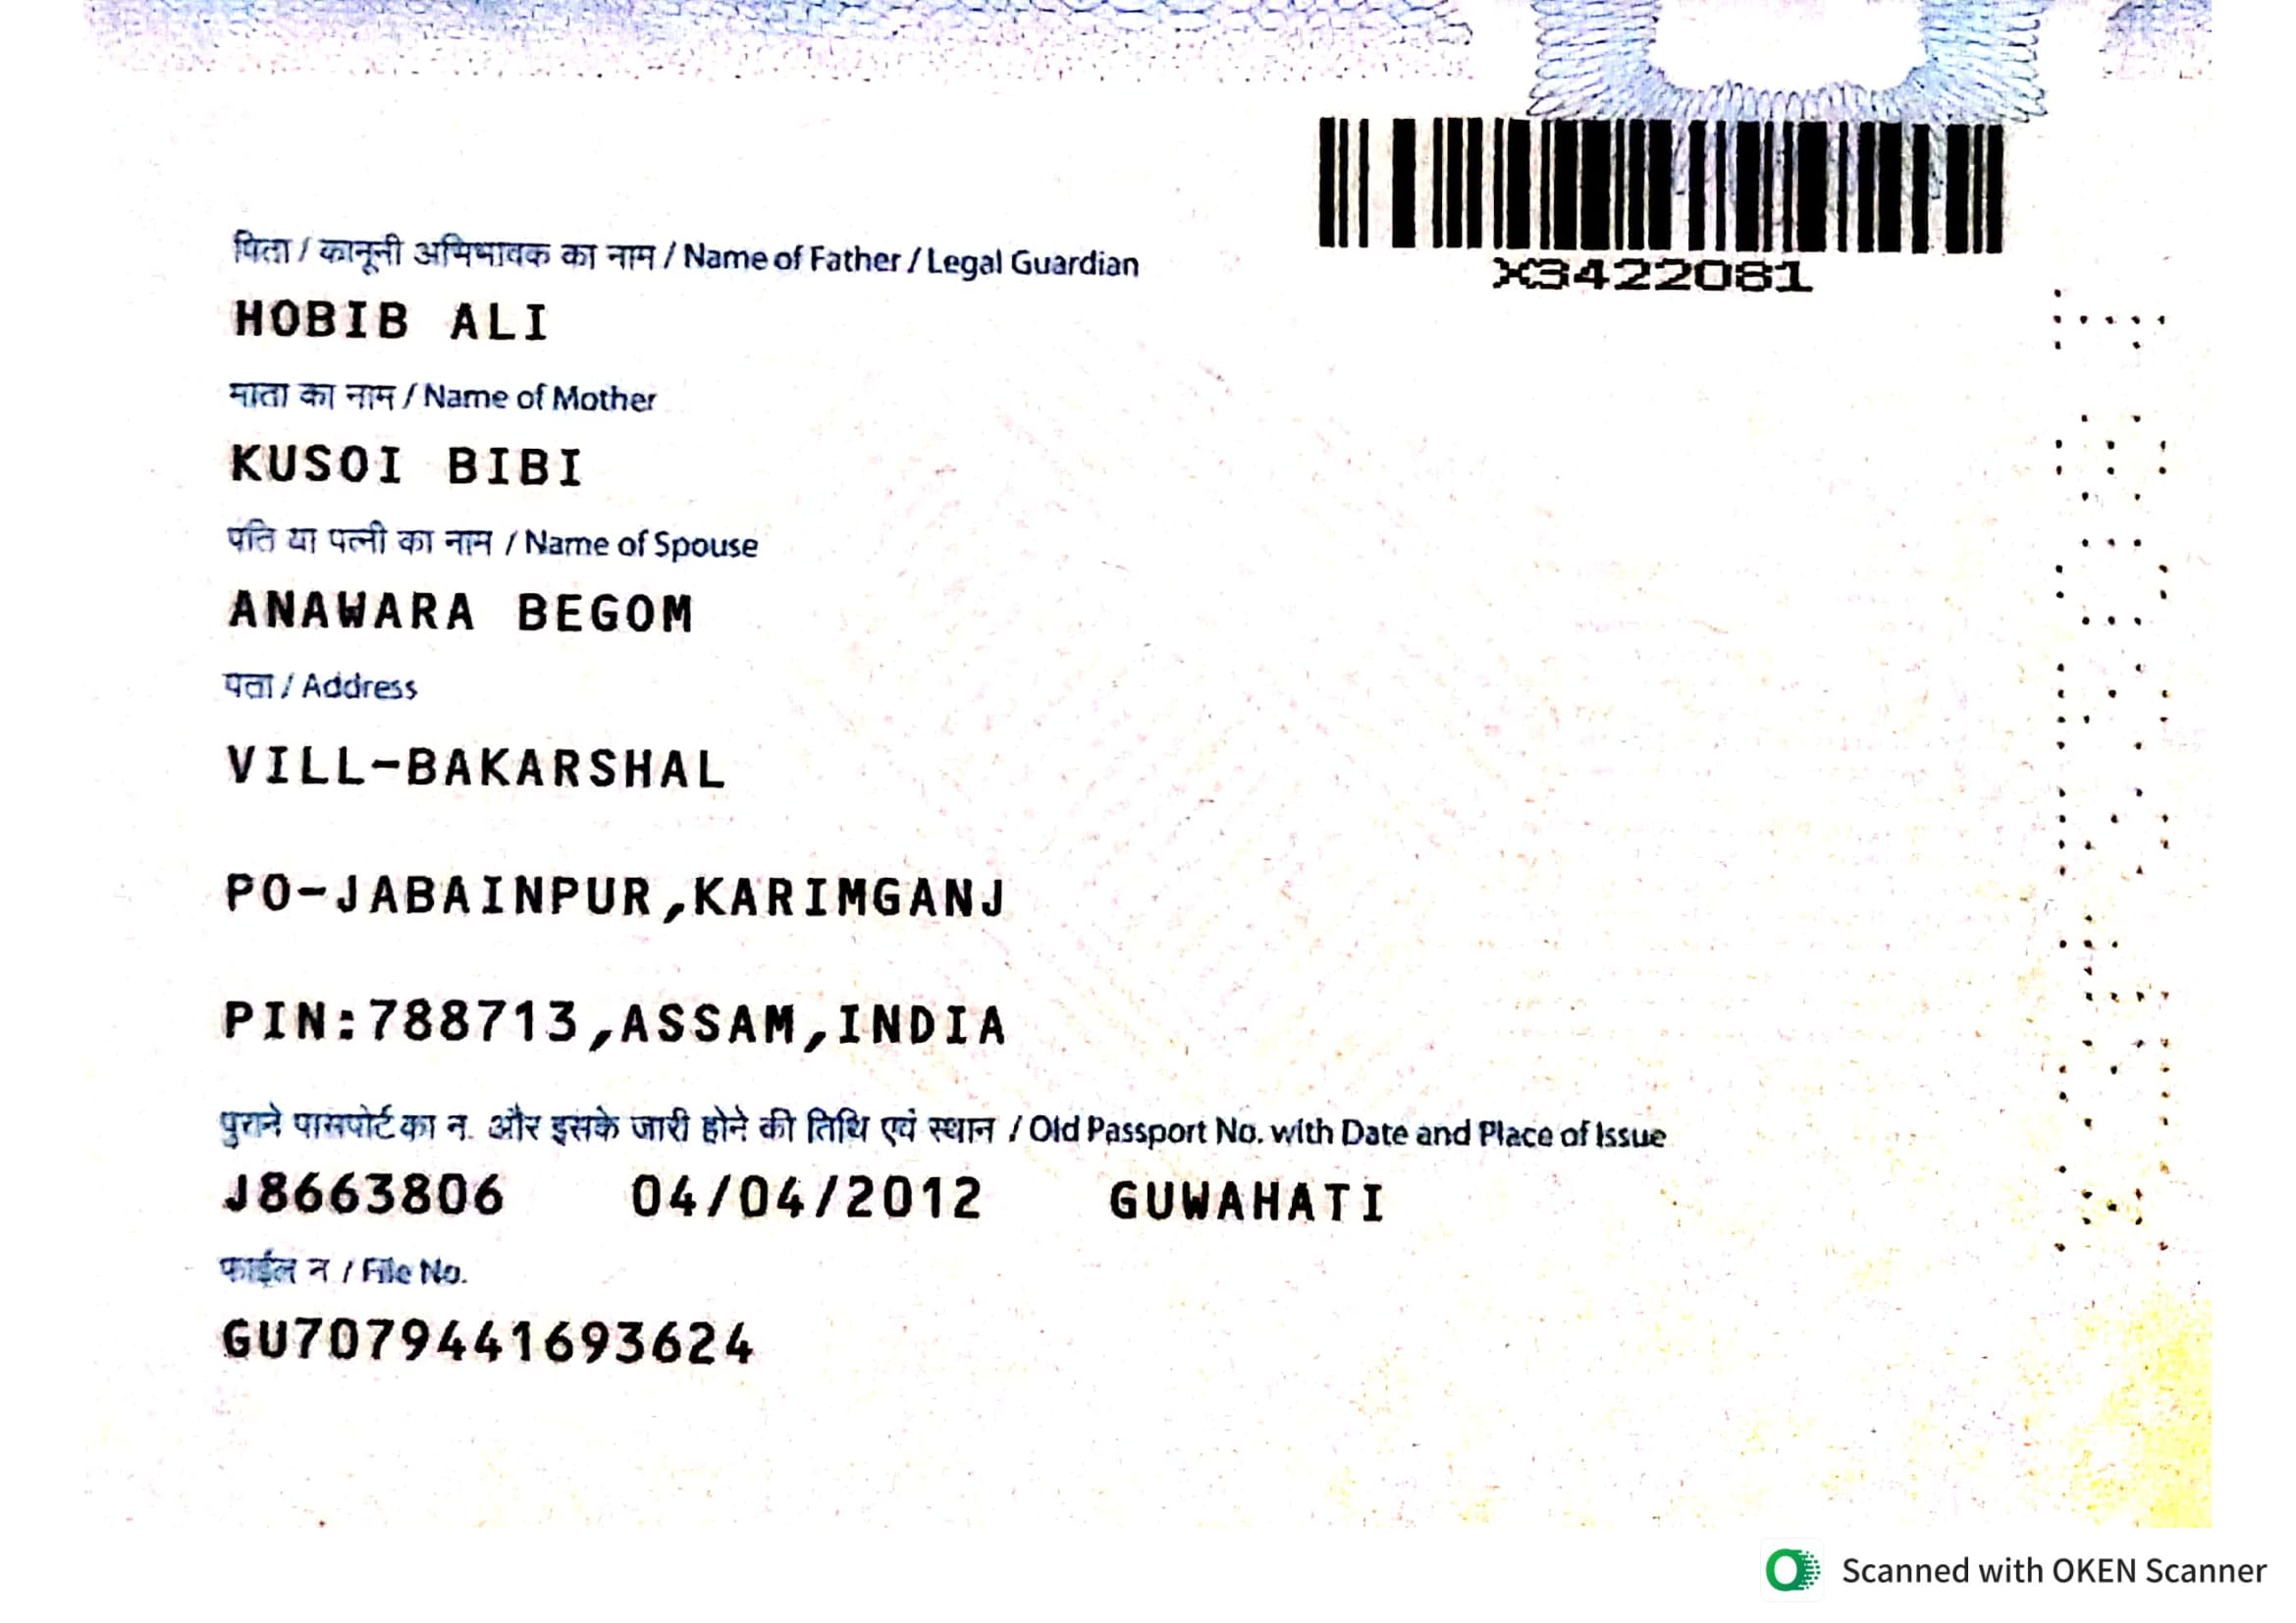 X3422081
पिता / कानूनी अभिभावक का नाम / Name of Father / Legal Guardian
HOBIB ALI
माता का नाम / Name of Mother
KUSOI BIBI
पति या पत्नी का नाम / Name of Spouse
ANAWARA BEGOM
पता / Address
VILL-BAKARSHAL
PO-JABAINPUR,KARIMGANJ
PIN:788713,ASSAM,INDIA
पुराने पासपोर्ट का न. और इसके जारी होने की तिथि एवं स्थान / Old Passport No. with Date and Place of Issue
J8663806 04/04/2012 GUWAHATI
फाईल न / File No.
GU7079441693624
Scanned with OKEN Scanner